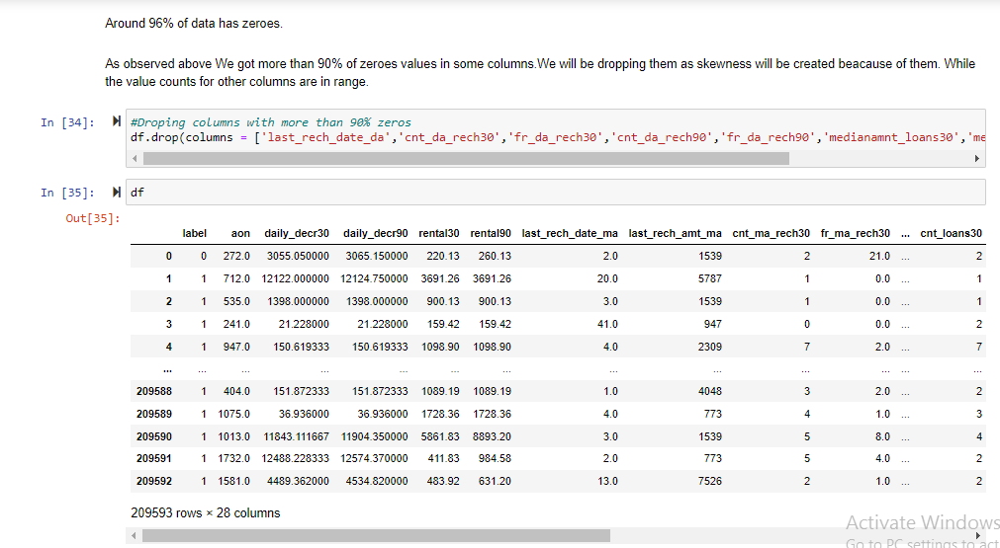 Around 96% of data has zeroes.
As observed above We got more than 90% of zeroes values in some columns.We will be dropping them as skewness will be created beacause of them. While
the value counts for other columns are in range.
In [34]: #Droping columns with more than 90% zeros
df.drop(columns = ['last_rech_date_da','cnt_da_rech30','fr_da_rech30','cnt_da_rech90','fr_da_rech90','medianamnt_loans30','me
In [35]: df
Out[35]:
label aon daily_decr30 daily_decr90 rental30 rental90 last_rech_date_ma last_rech_amt_ma cnt_ma_rech30 fr_ma_rech30 ... cnt_loans30
0 0 272.0 3055.050000 3065.150000 220.13 260.13 2.0 1539 2 21.0 ... 2
1 1 712.0 12122.000000 12124.750000 3691.26 3691.26 20.0 5787 1 0.0 ... 1
2 1 535.0 1398.000000 1398.000000 900.13 900.13 3.0 1539 1 0.0 ... 1
3 1 241.0 21.228000 21.228000 159.42 159.42 41.0 947 0 0.0 ... 2
4 1 947.0 150.619333 150.619333 1098.90 1098.90 4.0 2309 7 2.0 ... 7
... ... ... ... ... ... ... ... ... ... ... ... ...
209588 1 404.0 151.872333 151.872333 1089.19 1089.19 1.0 4048 3 2.0 ... 2
209589 1 1075.0 36.936000 36.936000 1728.36 1728.36 4.0 773 4 1.0 ... 3
209590 1 1013.0 11843.111667 11904.350000 5861.83 8893.20 3.0 1539 5 8.0 ... 4
209591 1 1732.0 12488.228333 12574.370000 411.83 984.58 2.0 773 5 4.0 ... 2
209592 1 1581.0 4489.362000 4534.820000 483.92 631.20 13.0 7526 2 1.0 ... 2
209593 rows × 28 columns
Activate Windows
Go to PC settings to act